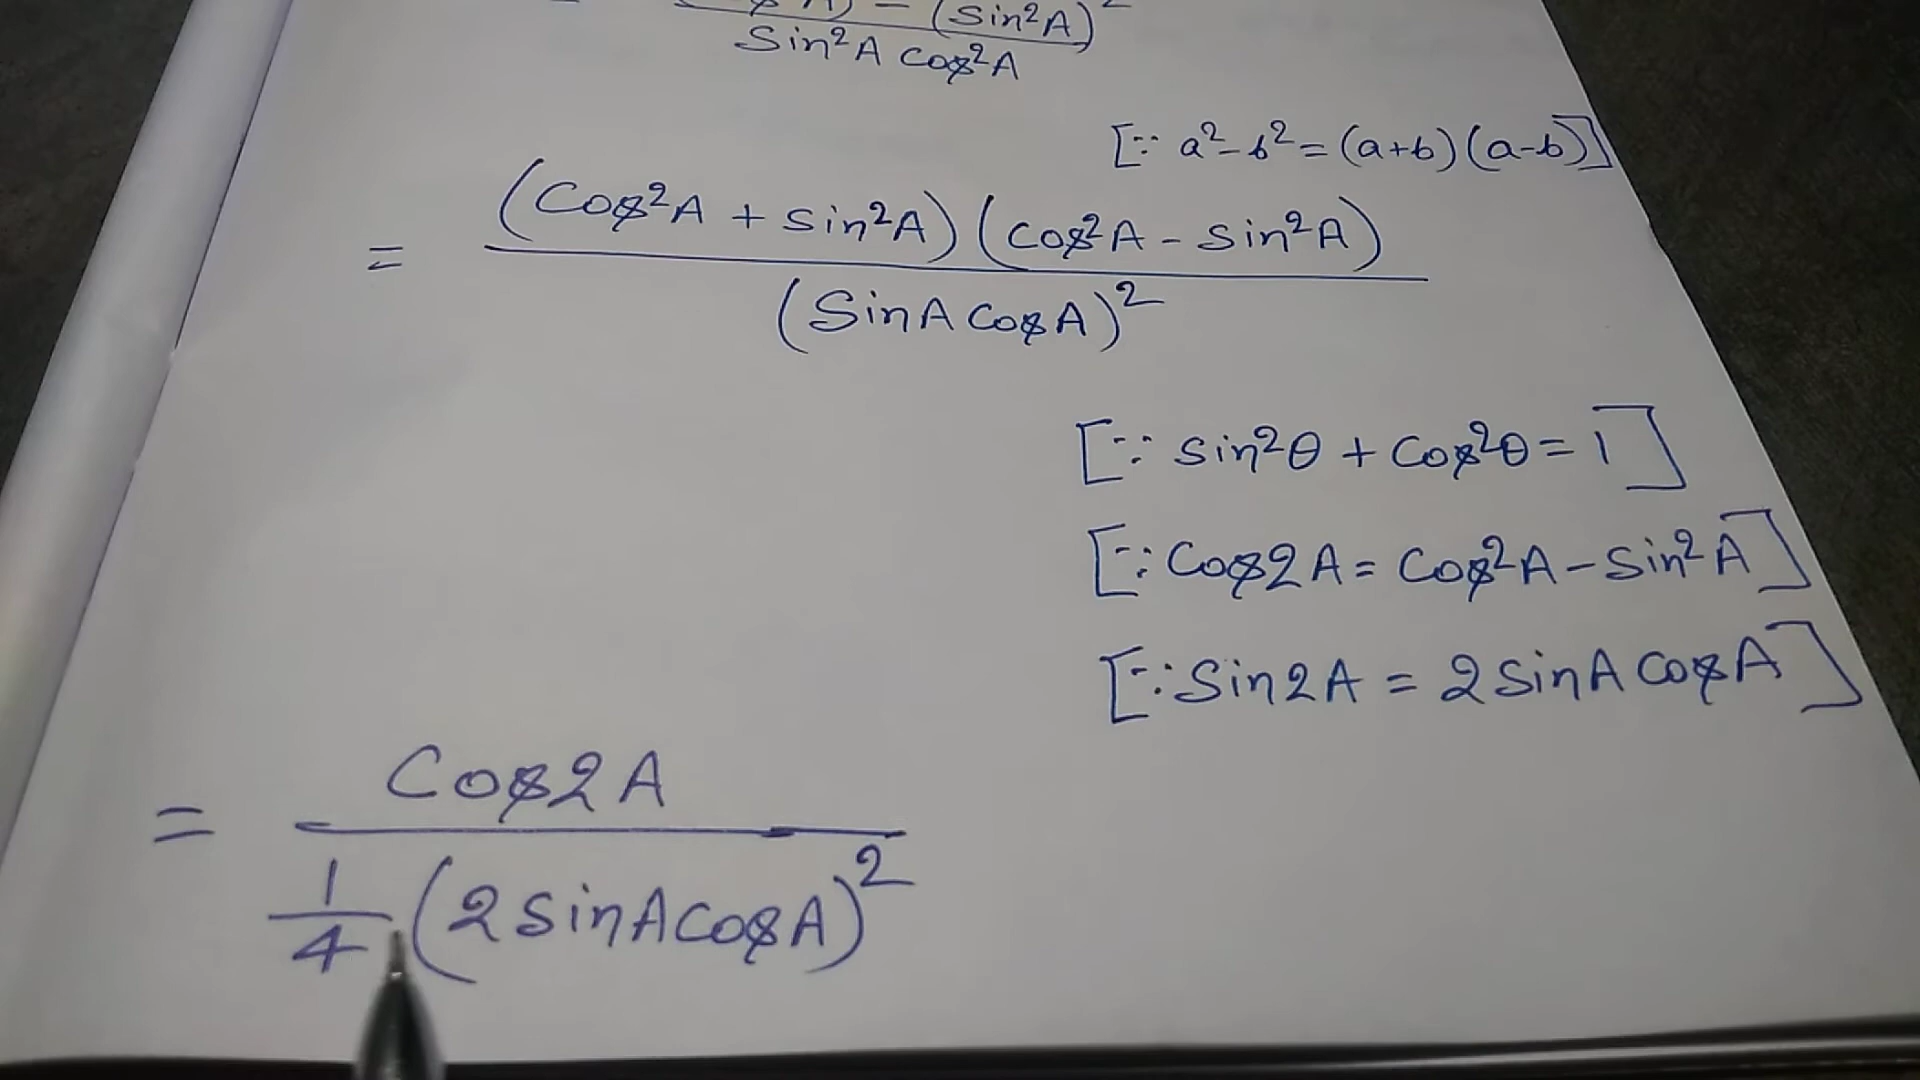 A) - (Sin²A)²
Sin²A Cos²A
[∵ a²-b² = (a+b)(a-b)]
= (Cos²A + Sin²A)(Cos²A - Sin²A)
(SinA CosA)²
[∵ Sin²θ + Cos²θ = 1]
[∵ Cos2A = Cos²A - Sin²A]
[∵ Sin2A = 2SinA CosA]
= Cos2A
1/4 (2SinACosA)²